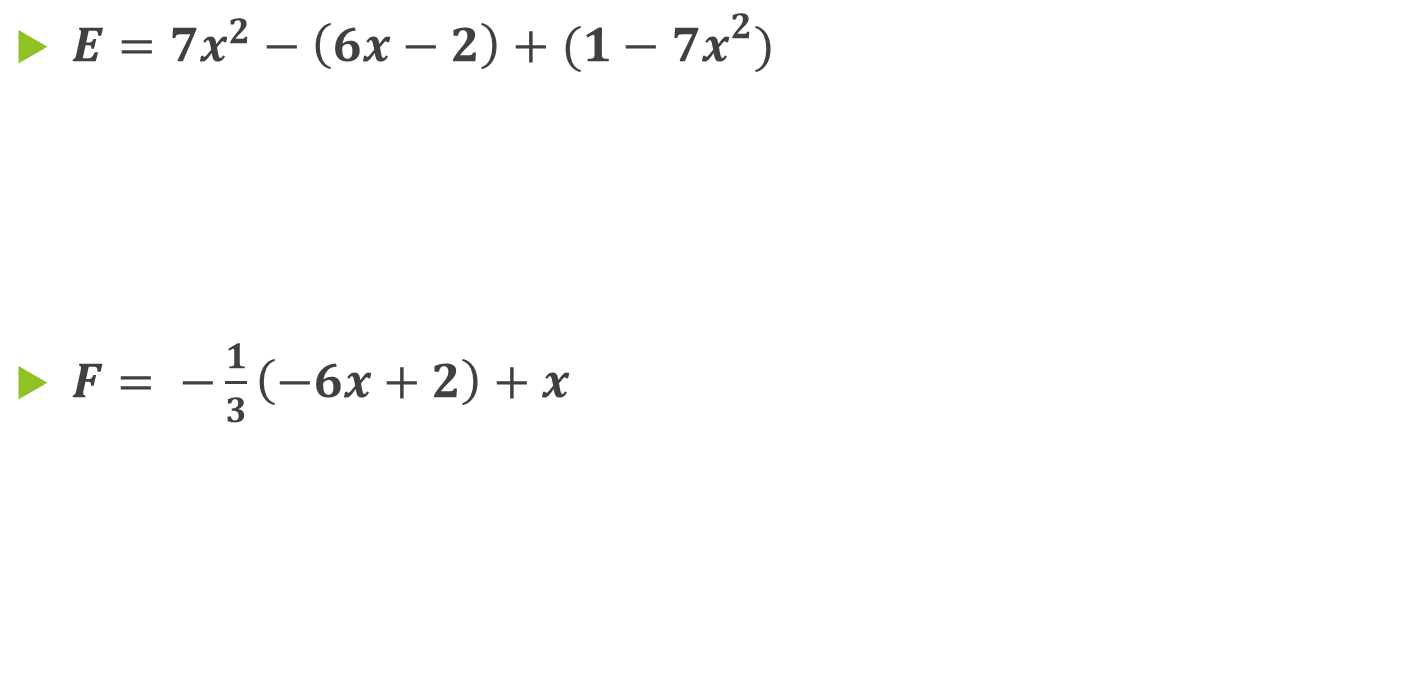 E = 7x² − (6x − 2) + (1 − 7x²)
F = −1/3 (−6x + 2) + x